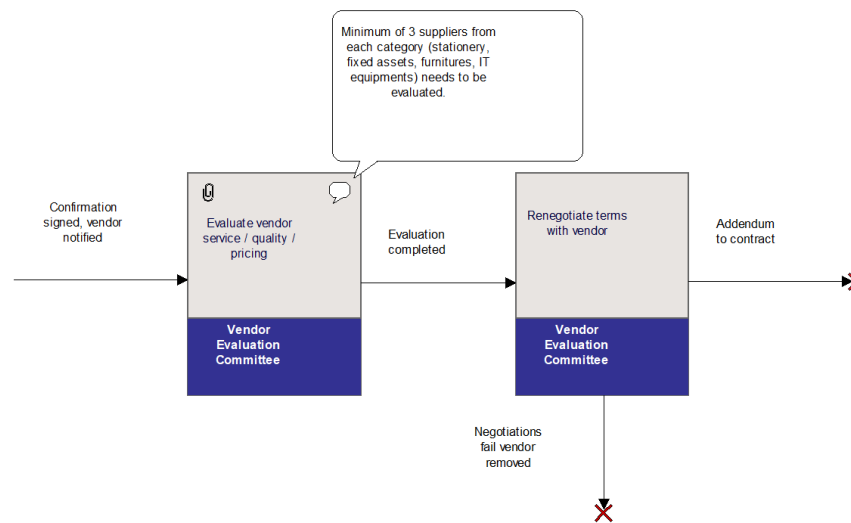 Minimum of 3 suppliers from
each category (stationery,
fixed assets, furnitures, IT
equipments) needs to be
evaluated.
Confirmation
signed, vendor
notified
Evaluate vendor
service / quality /
pricing
Vendor
Evaluation
Committee
Evaluation
completed
Renegotiate terms
with vendor
Vendor
Evaluation
Committee
Addendum
to contract
Negotiations
fail vendor
removed